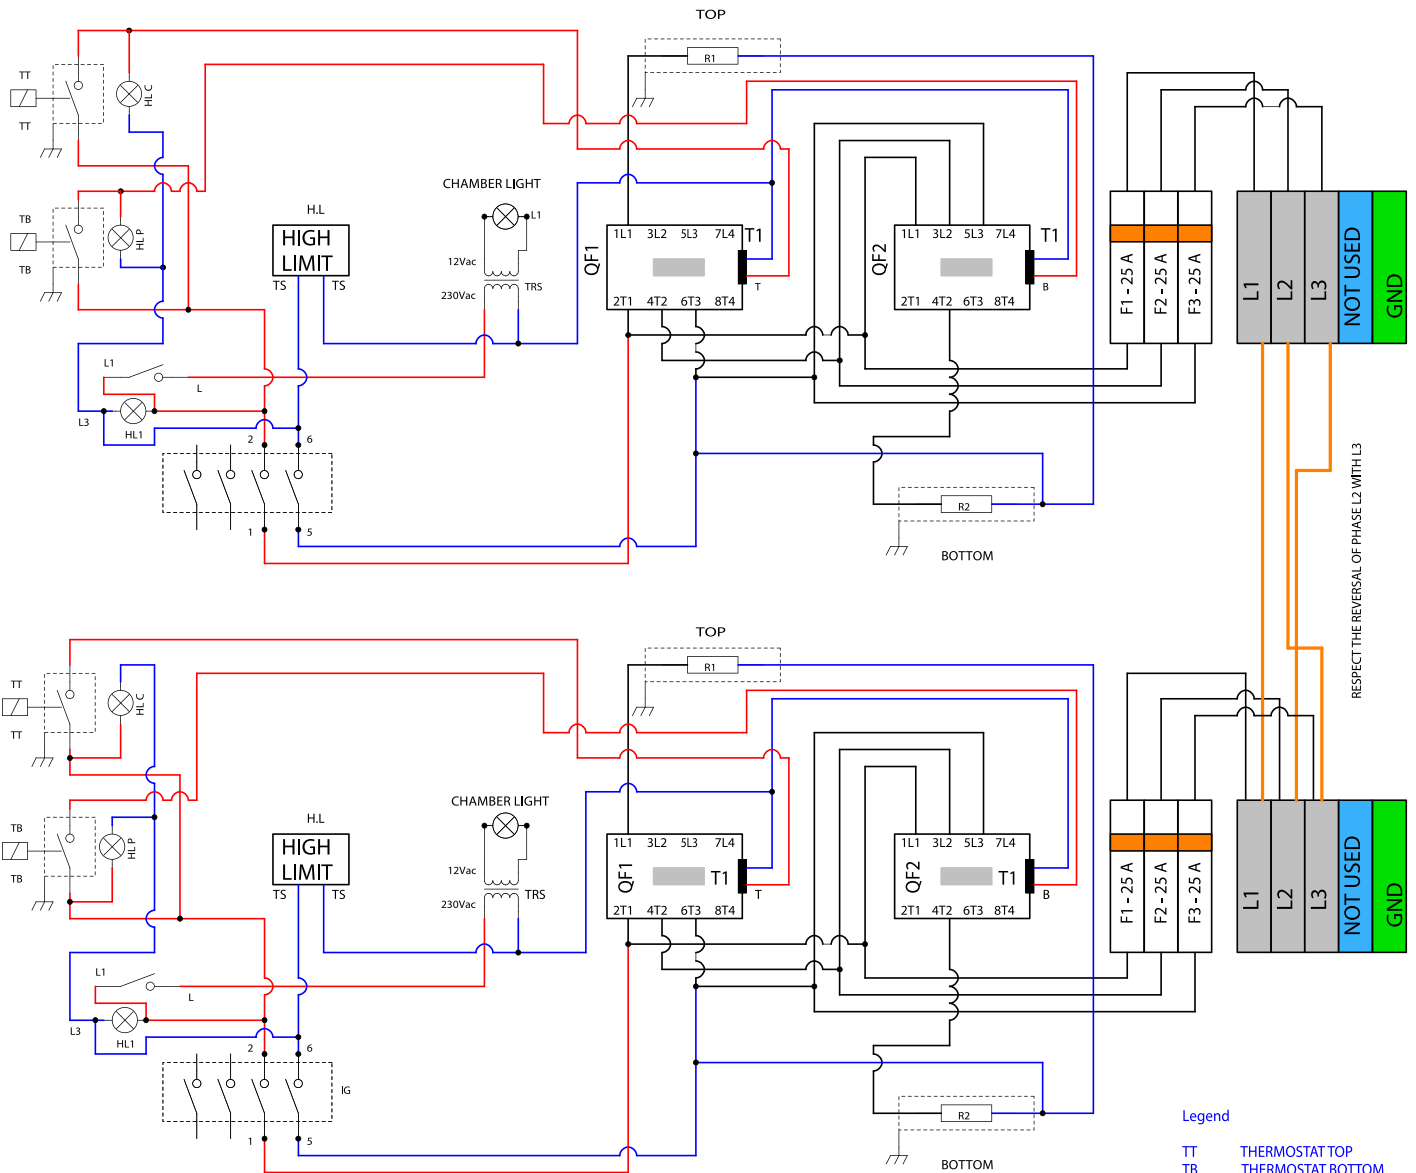 TOP
R1
TT
TT
HL C
TB
TB
HL P
H.L
HIGH
LIMIT
TS TS
CHAMBER LIGHT
L1
12Vac
230Vac
TRS
1L1 3L2 5L3 7L4
QF1
T1
T
2T1 4T2 6T3 8T4
1L1 3L2 5L3 7L4
QF2
T1
B
2T1 4T2 6T3 8T4
F1 - 25 A
F2 - 25 A
F3 - 25 A
L1
L2
L3
NOT USED
GND
L1
L
L3
HL1
2 6
1 5
R2
BOTTOM
RESPECT THE REVERSAL OF PHASE L2 WITH L3
TOP
R1
TT
TT
HL C
TB
TB
HL P
H.L
HIGH
LIMIT
TS TS
CHAMBER LIGHT
12Vac
230Vac
TRS
1L1 3L2 5L3 7L4
QF1
T1
T
2T1 4T2 6T3 8T4
1L1 3L2 5L3 7L4
QF2
T1
B
2T1 4T2 6T3 8T4
F1 - 25 A
F2 - 25 A
F3 - 25 A
L1
L2
L3
NOT USED
GND
L1
L
L3
HL1
2 6
IG
1 5
R2
BOTTOM
Legend
TT THERMOSTAT TOP
TB THERMOSTAT BOTTOM